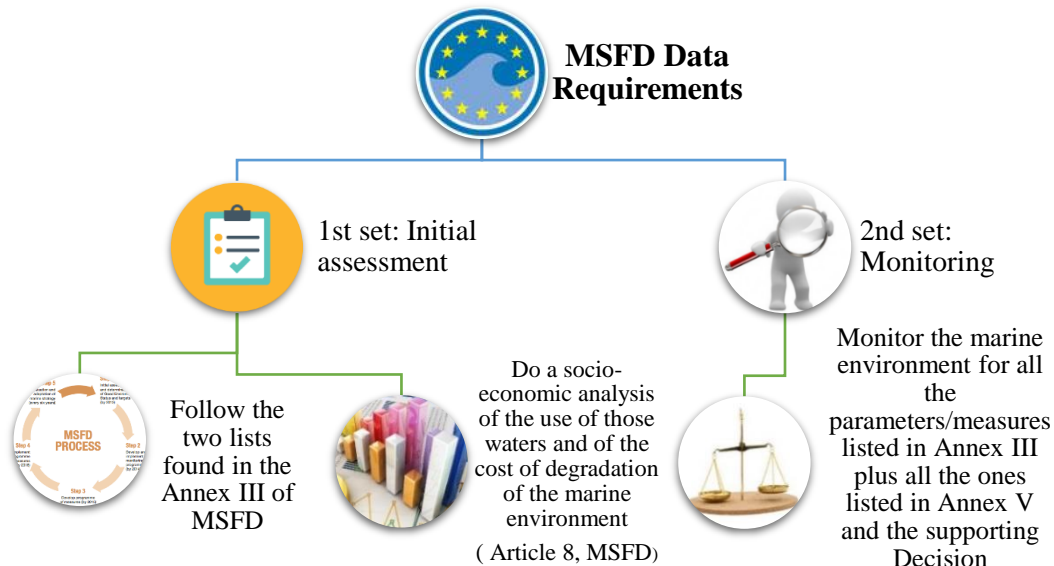 MSFD Data
Requirements
1st set: Initial
assessment
2nd set:
Monitoring
MSFD
PROCESS
Step 2
Step 3
Step 4
Follow the
two lists
found in the
Annex III of
MSFD
Do a socio-
economic analysis
of the use of those
waters and of the
cost of degradation
of the marine
environment
( Article 8, MSFD)
Monitor the marine
environment for all
the
parameters/measures
listed in Annex III
plus all the ones
listed in Annex V
and the supporting
Decision